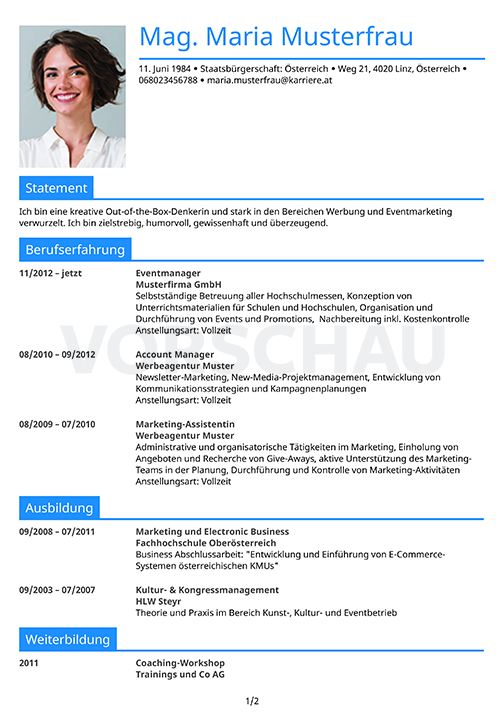 Mag. Maria Musterfrau
11. Juni 1984 • Staatsbürgerschaft: Österreich • Weg 21, 4020 Linz, Österreich •
068023456788 • maria.musterfrau@karriere.at
Statement
Ich bin eine kreative Out-of-the-Box-Denkerin und stark in den Bereichen Werbung und Eventmarketing
verwurzelt. Ich bin zielstrebig, humorvoll, gewissenhaft und überzeugend.
Berufserfahrung
11/2012 – jetzt Eventmanager
Musterfirma GmbH
Selbstständige Betreuung aller Hochschulmessen, Konzeption von
Unterrichtsmaterialien für Schulen und Hochschulen, Organisation und
Durchführung von Events und Promotions, Nachbereitung inkl. Kostenkontrolle
Anstellungsart: Vollzeit
VORSCHAU
08/2010 – 09/2012 Account Manager
Werbeagentur Muster
Newsletter-Marketing, New-Media-Projektmanagement, Entwicklung von
Kommunikationsstrategien und Kampagnenplanungen
Anstellungsart: Vollzeit
08/2009 – 07/2010 Marketing-Assistentin
Werbeagentur Muster
Administrative und organisatorische Tätigkeiten im Marketing, Einholung von
Angeboten und Recherche von Give-Aways, aktive Unterstützung des Marketing-
Teams in der Planung, Durchführung und Kontrolle von Marketing-Aktivitäten
Anstellungsart: Vollzeit
Ausbildung
09/2008 – 07/2011 Marketing und Electronic Business
Fachhochschule Oberösterreich
Business Abschlussarbeit: "Entwicklung und Einführung von E-Commerce-
Systemen österreichischen KMUs"
09/2003 – 07/2007 Kultur- & Kongressmanagement
HLW Steyr
Theorie und Praxis im Bereich Kunst-, Kultur- und Eventbetrieb
Weiterbildung
2011 Coaching-Workshop
Trainings und Co AG
1/2